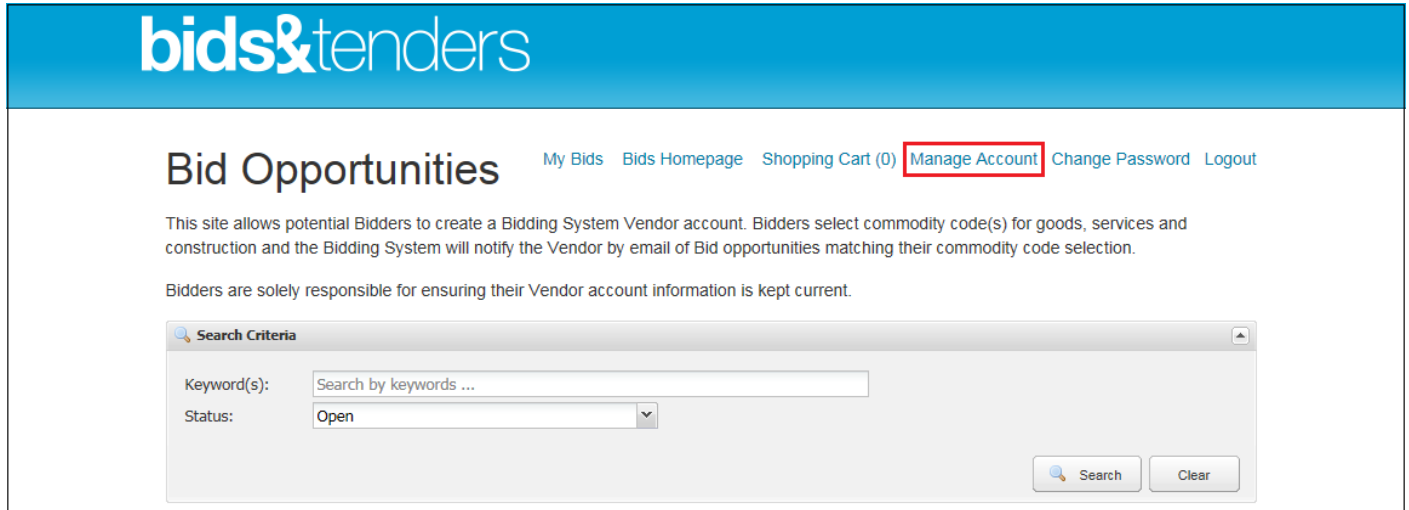 bids&tenders
Bid Opportunities
My Bids Bids Homepage Shopping Cart (0) Manage Account Change Password Logout
This site allows potential Bidders to create a Bidding System Vendor account. Bidders select commodity code(s) for goods, services and
construction and the Bidding System will notify the Vendor by email of Bid opportunities matching their commodity code selection.
Bidders are solely responsible for ensuring their Vendor account information is kept current.
Search Criteria
Keyword(s): Search by keywords ...
Status: Open
Search Clear